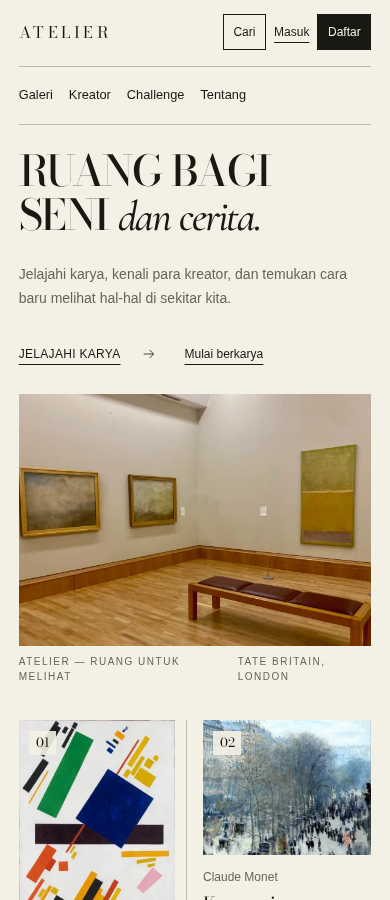 ATELIER
Cari
Masuk
Daftar
Galeri Kreator Challenge Tentang
RUANG BAGI
SENI dan cerita.
Jelajahi karya, kenali para kreator, dan temukan cara
baru melihat hal-hal di sekitar kita.
JELAJAHI KARYA → Mulai berkarya
ATELIER — RUANG UNTUK
MELIHAT
TATE BRITAIN,
LONDON
01
02
Claude Monet